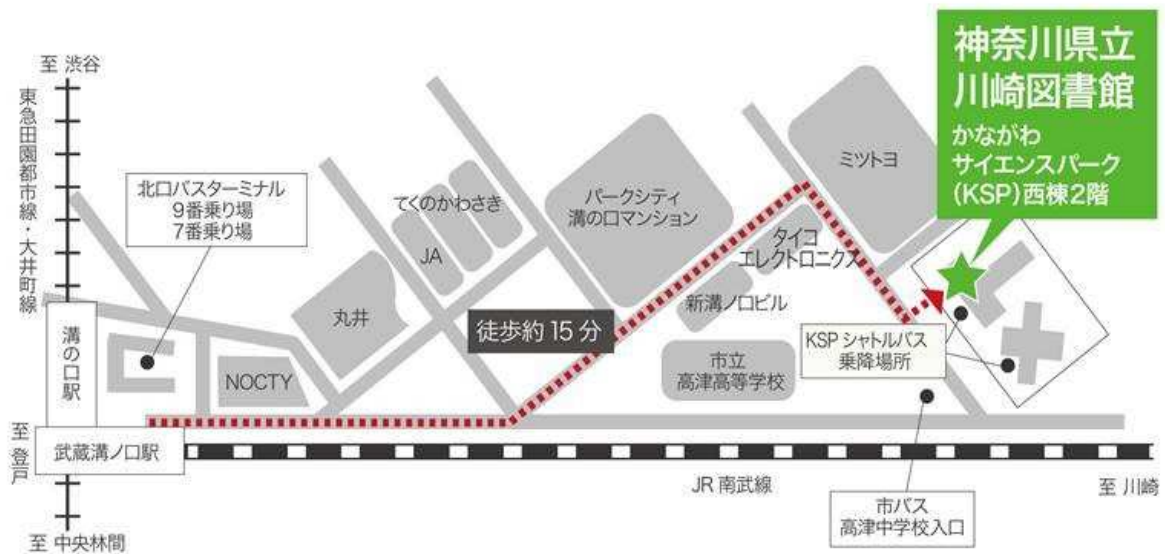 至 渋谷
東急田園都市線・大井町線
北口バスターミナル
9番乗り場
7番乗り場
てくのかわさき
JA
丸井
NOCTY
パークシティ
溝の口マンション
ミツトヨ
タイコ
エレクトロニクス
新溝ノ口ビル
市立
高津高等学校
徒歩約15分
神奈川県立
川崎図書館
かながわ
サイエンスパーク
(KSP)西棟2階
KSPシャトルバス
乗降場所
溝の口駅
武蔵溝ノ口駅
至 登戸
JR南武線
至 川崎
市バス
高津中学校入口
至 中央林間